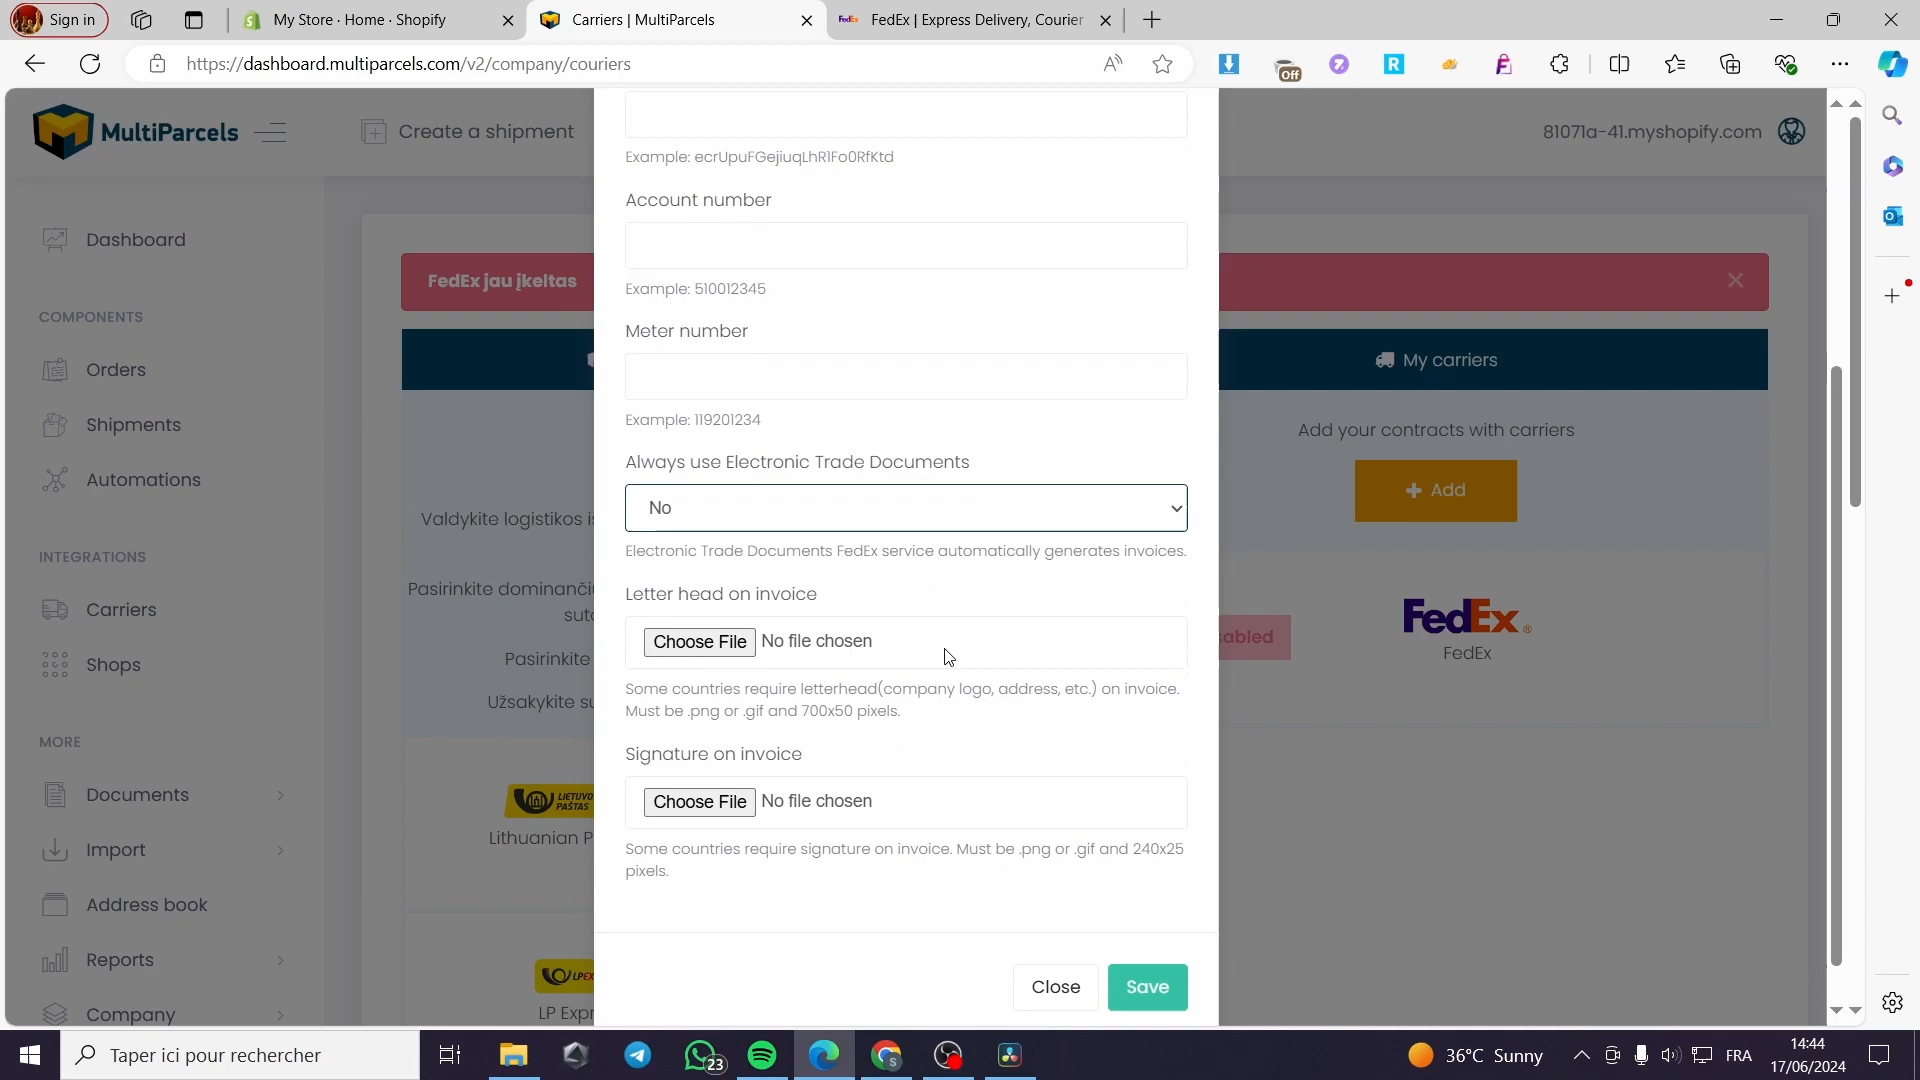 Sign in
My Store · Home · Shopify
Carriers | MultiParcels
FedEx | Express Delivery, Courier
https://dashboard.multiparcels.com/v2/company/couriers
Off
MultiParcels
Create a shipment
81071a-41.myshopify.com
Example: ecrUpuFGejiuqLhR1Fo0RfKtd
Account number
Dashboard
FedEx jau įkeltas
Example: 510012345
COMPONENTS
Meter number
Orders
My carriers
Example: 119201234
Shipments
Add your contracts with carriers
Always use Electronic Trade Documents
Automations
Add
No
Valdykite logistikos
Electronic Trade Documents FedEx service automatically generates invoices.
INTEGRATIONS
Pasirinkite
Letter head on invoice
Carriers
FedEx
Choose File No file chosen
FedEx
Pasirinkite
Shops
Some countries require letterhead(company logo, address, etc.) on invoice.
Must be .png or .gif and 700x50 pixels.
MORE
Signature on invoice
Documents
LIETUVOS
PAŠTAS
Choose File No file chosen
Lithuanian P
Import
Some countries require signature on invoice. Must be .png or .gif and 240x25
pixels.
Address book
Reports
LPEX
Close
Save
Company
LP Expr
Taper ici pour rechercher
23
36°C Sunny
FRA
14:44
17/06/2024